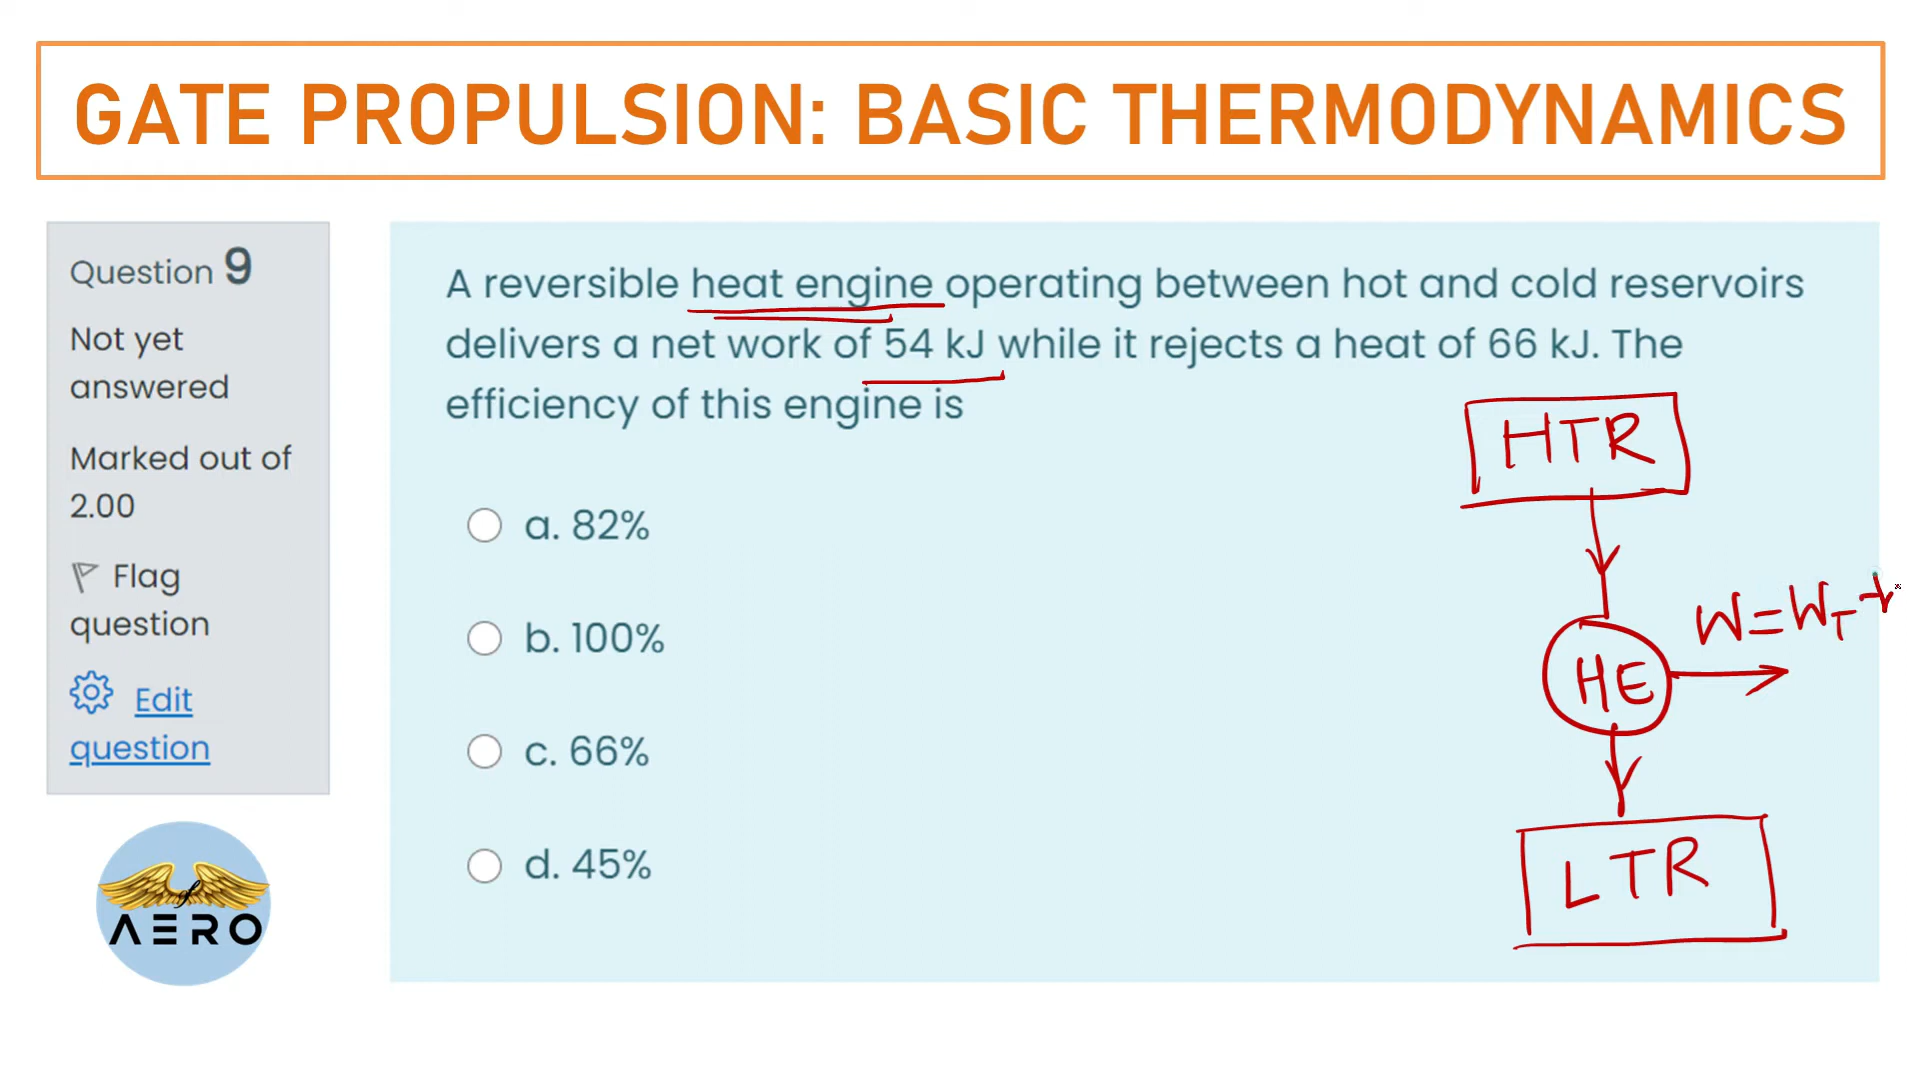 GATE PROPULSION: BASIC THERMODYNAMICS
Question 9
Not yet
answered
Marked out of
2.00
Flag
question
Edit
question
A reversible heat engine operating between hot and cold reservoirs
delivers a net work of 54 kJ while it rejects a heat of 66 kJ. The
efficiency of this engine is
a. 82%
b. 100%
c. 66%
d. 45%
HTR
W=W_T -
HE
LTR
of
AERO